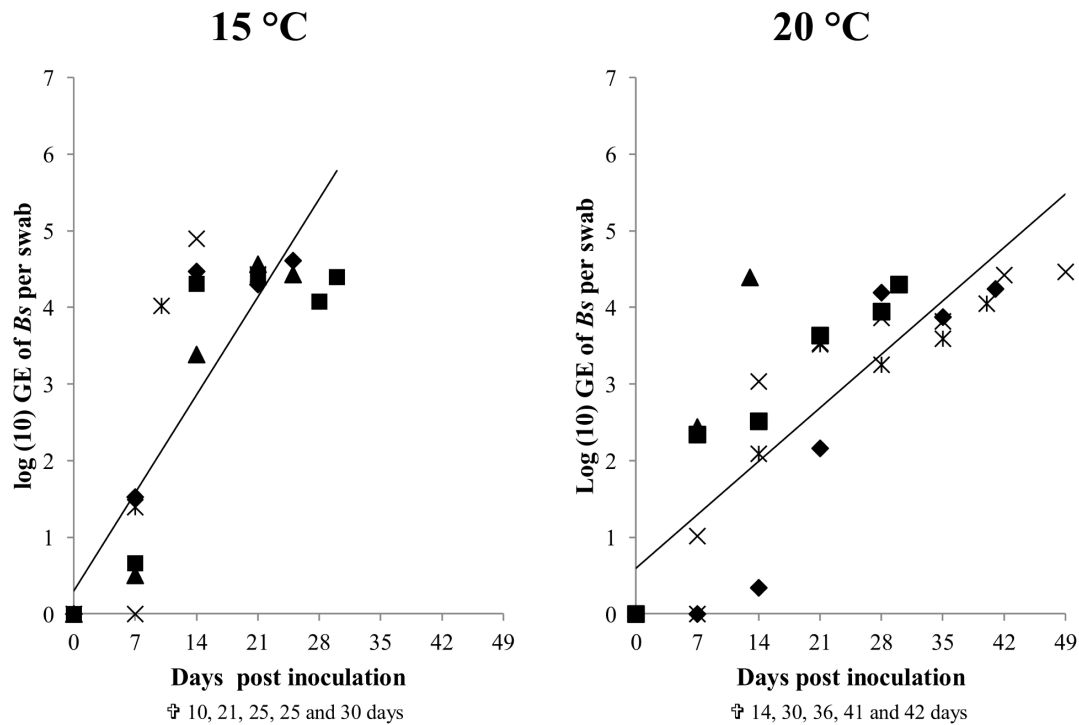 15 °C
7
6
5
4
3
2
1
0
log (10) GE of Bs per swab
0 7 14 21 28 35 42 49
Days post inoculation
✞ 10, 21, 25, 25 and 30 days
20 °C
7
6
5
4
3
2
1
0
Log (10) GE of Bs per swab
0 7 14 21 28 35 42 49
Days post inoculation
✞ 14, 30, 36, 41 and 42 days